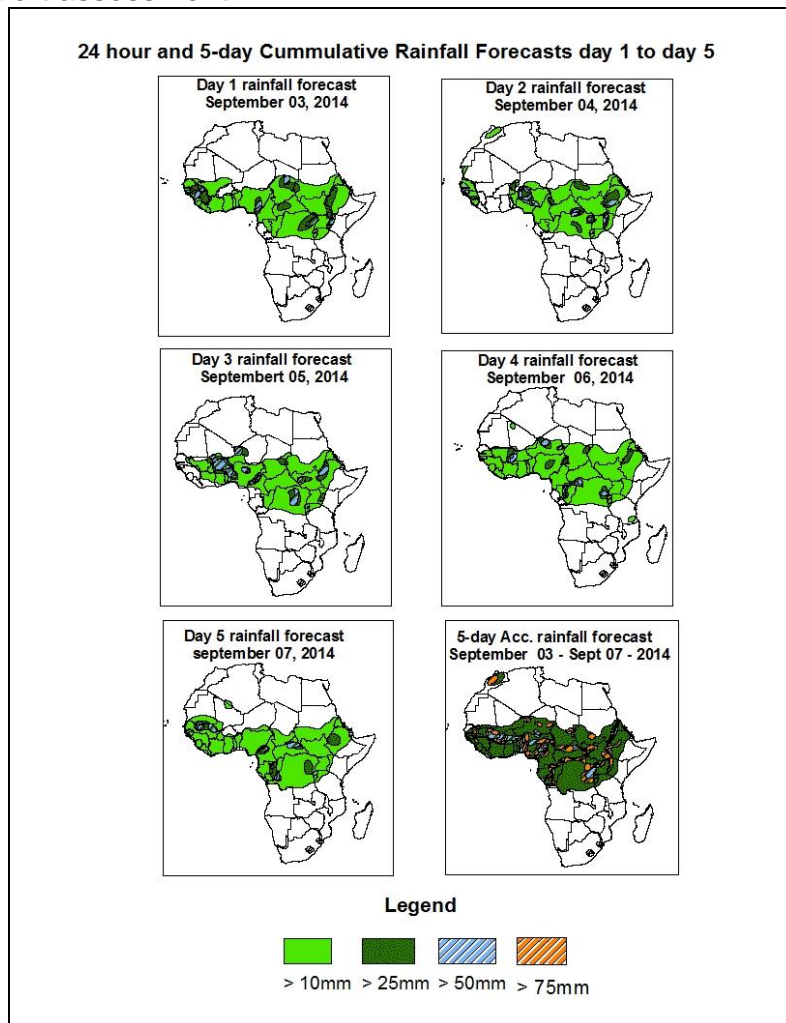 24 hour and 5-day Cummulative Rainfall Forecasts day 1 to day 5
Day 1 rainfall forecast
September 03, 2014
Day 2 rainfall forecast
September 04, 2014
Day 3 rainfall forecast
Septembert 05, 2014
Day 4 rainfall forecast
September 06, 2014
Day 5 rainfall forecast
september 07, 2014
5-day Acc. rainfall forecast
September 03 - Sept 07 - 2014
Legend
> 10mm > 25mm > 50mm > 75mm